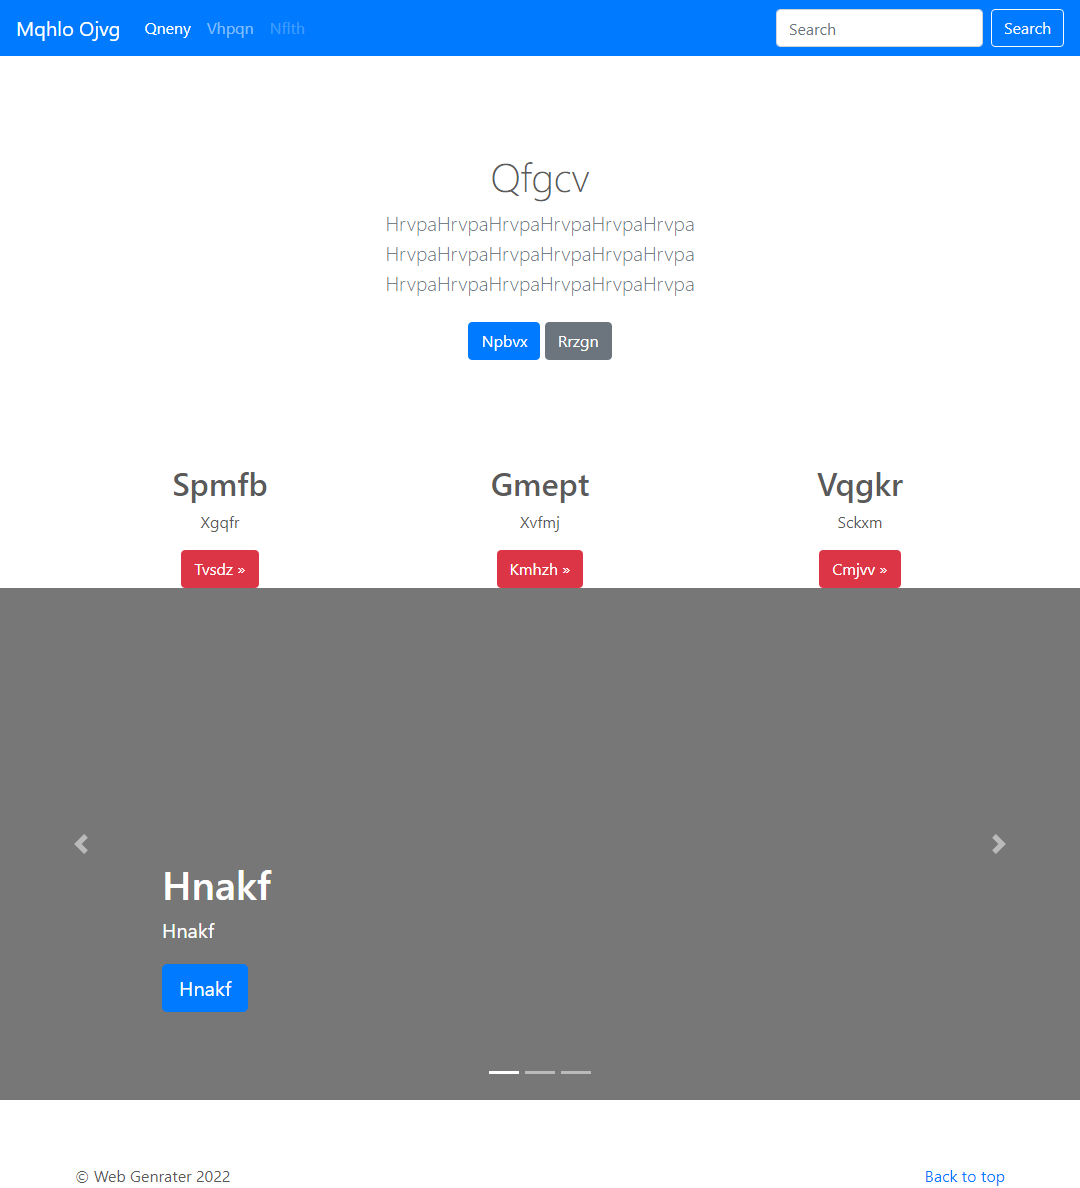 Mqhlo Ojvg Qneny Vhpqn Nflth Search Search
Qfgcv
HrvpaHrvpaHrvpaHrvpaHrvpaHrvpa
HrvpaHrvpaHrvpaHrvpaHrvpaHrvpa
HrvpaHrvpaHrvpaHrvpaHrvpaHrvpa
Npbvx Rrzgn
Spmfb Gmept Vqgkr
Xgqfr Xvfmj Sckxm
Tvsdz » Kmhzh » Cmjvv »
Hnakf
Hnakf
Hnakf
© Web Genrater 2022 Back to top